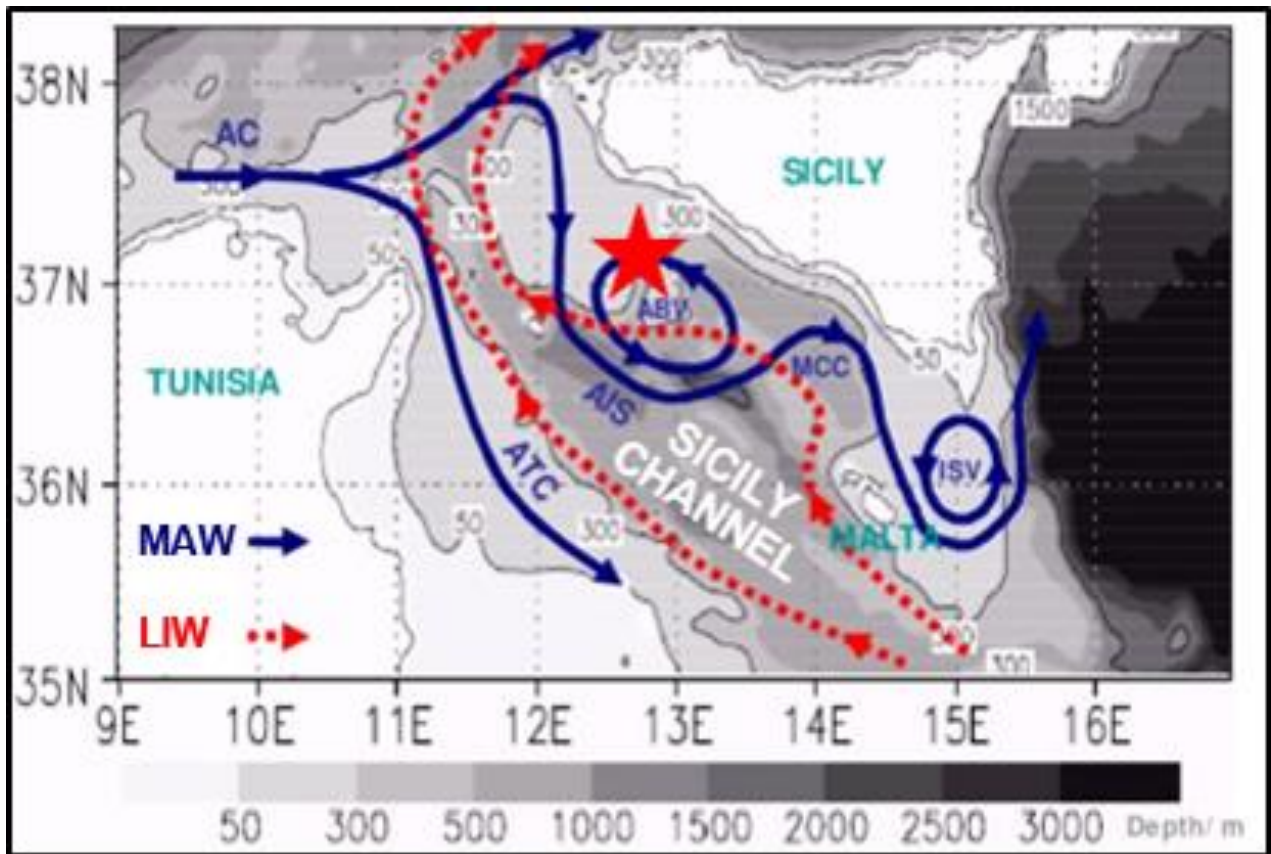 38N
300
1500
AC
SICILY
300
50
37N
ABV
TUNISIA
AIS
MCC
50
SICILY
CHANNEL
ATC
ISV
36N
50
300
MALTA
MAW
LIW
300
35N
9E 10E 11E 12E 13E 14E 15E 16E
50 300 500 1000 1500 2000 2500 3000 Depth/ m